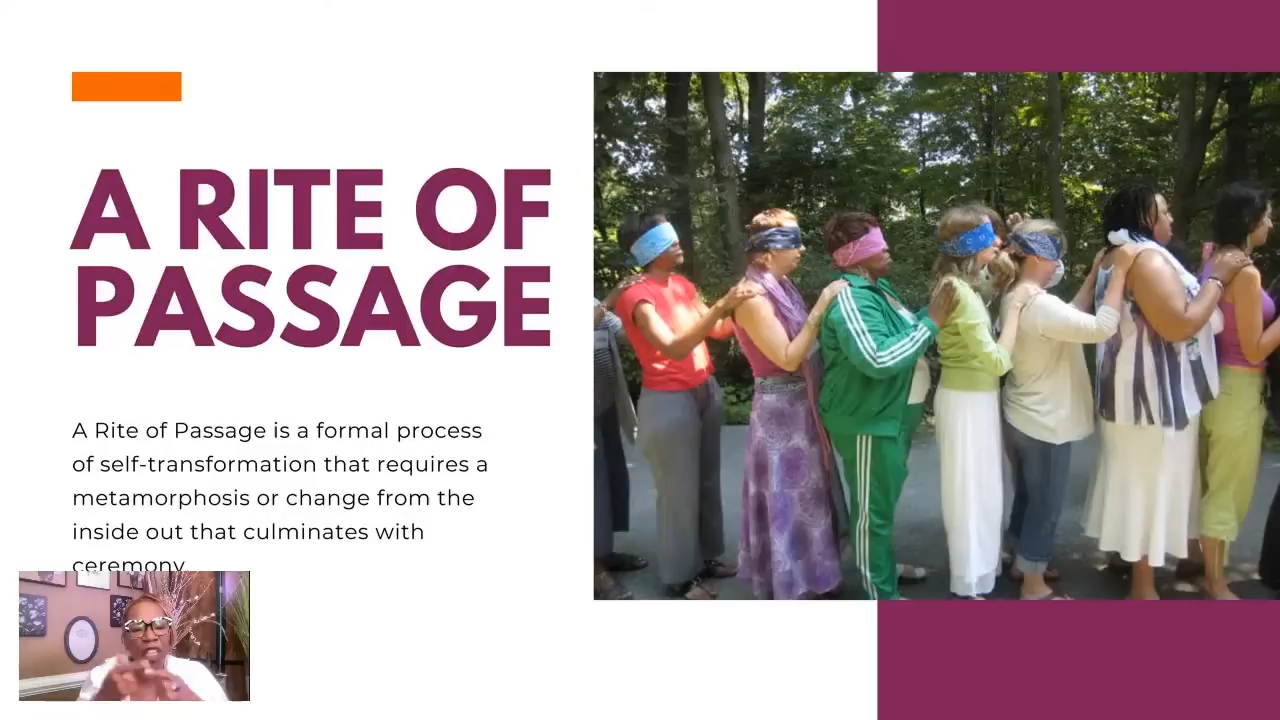 A RITE OF
PASSAGE
A Rite of Passage is a formal process
of self-transformation that requires a
metamorphosis or change from the
inside out that culminates with
ceremony